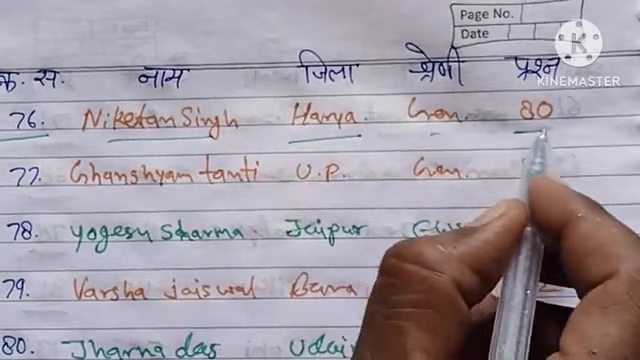 Page No.
Date
KINEMASTER
क्र. स. नाम जिला श्रेणी प्रश्न
76. Niketan Singh Harya. Gen. 80
77. Ghanshyam tanti U.P. Gen.
78. yogesh Sharma. Jaipur
79. Varsha jaiswal
80. Jharna das